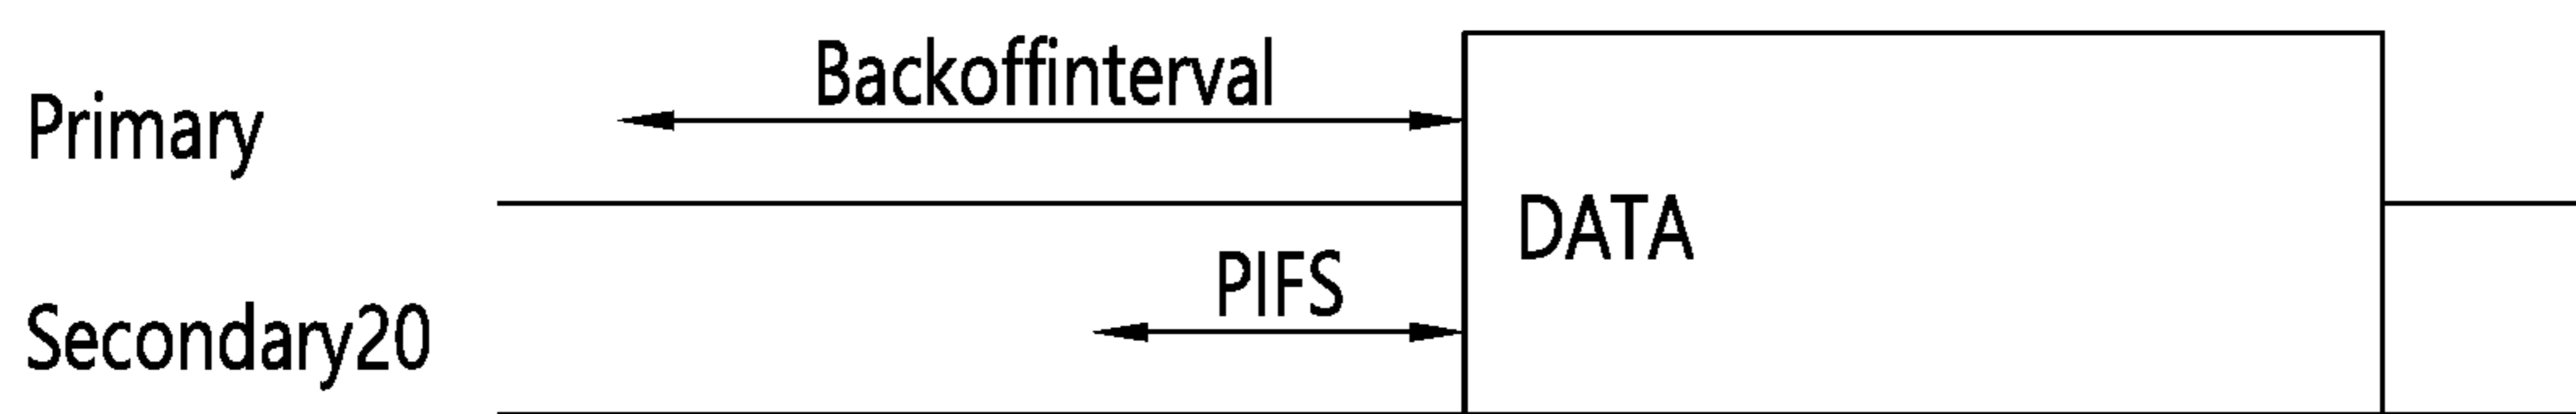 Backoffinterval
Primary
DATA
PIFS
Secondary20